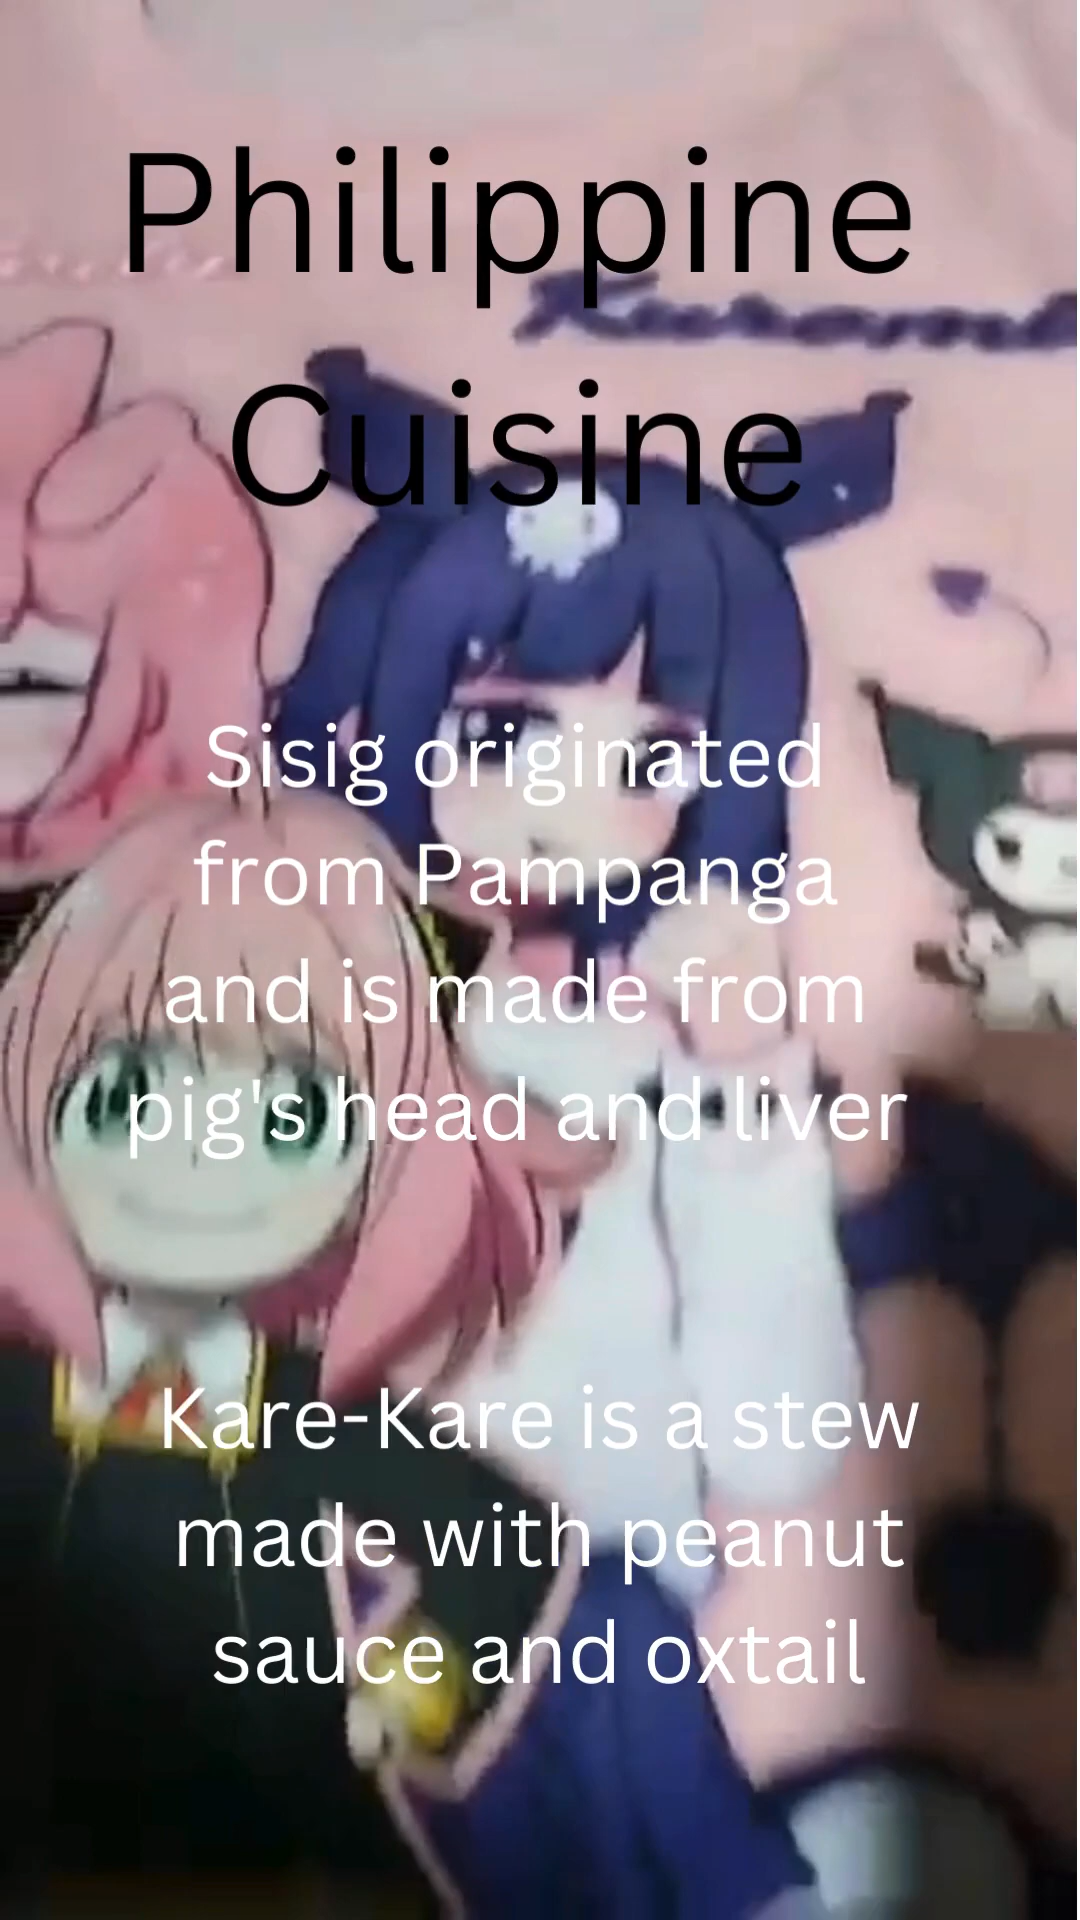 Philippine
Kuromi
Cuisine
Sisig originated
from Pampanga
and is made from
pig's head and liver
Kare-Kare is a stew
made with peanut
sauce and oxtail